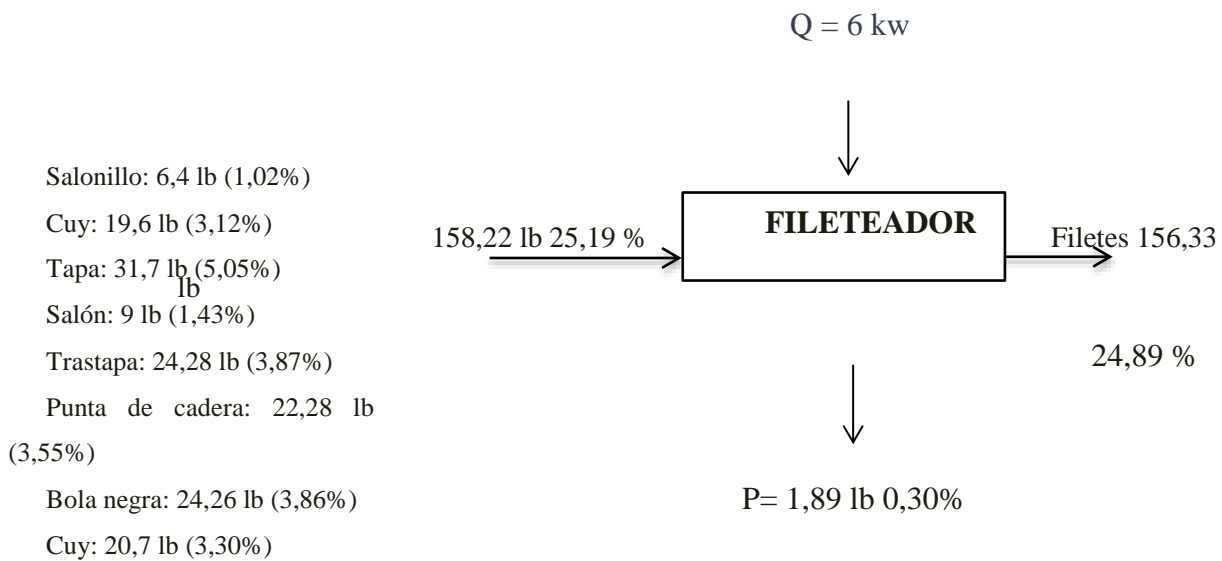 Q = 6 kw
Salonillo: 6,4 lb (1,02%)
Cuy: 19,6 lb (3,12%)
Tapa: 31,7 lb (5,05%)
lb
Salón: 9 lb (1,43%)
Trastapa: 24,28 lb (3,87%)
Punta de cadera: 22,28 lb
(3,55%)
Bola negra: 24,26 lb (3,86%)
Cuy: 20,7 lb (3,30%)
158,22 lb 25,19 %
FILETEADOR
Filetes 156,33
24,89 %
P= 1,89 lb 0,30%